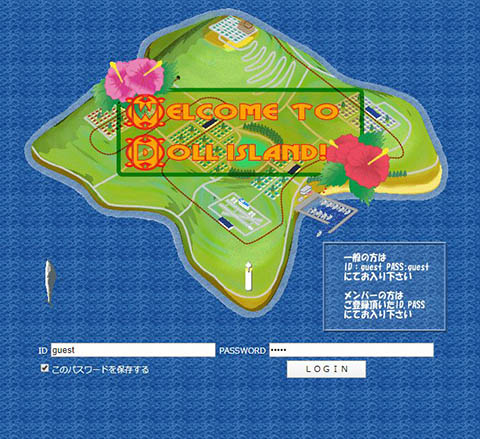 WELCOME TO
DOLL ISLAND!
一般の方は
ID：guest PASS:guest
にてお入り下さい
メンバーの方は
ご登録頂いたID,PASS
にてお入り下さい
ID guest PASSWORD •••••
このパスワードを保存する
LOGIN